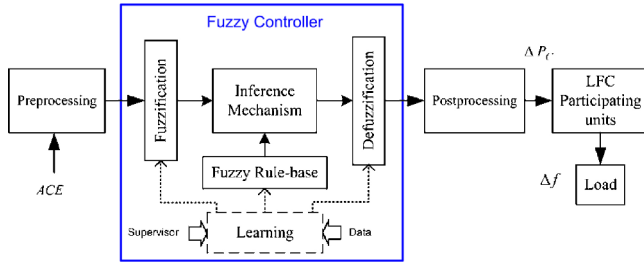 Fuzzy Controller
Preprocessing
Fuzzification
Inference
Mechanism
Defuzzification
Postprocessing
Δ P
LFC
Participating
units
Fuzzy Rule-base
ACE
Δf
Load
Supervisor
Learning
Data